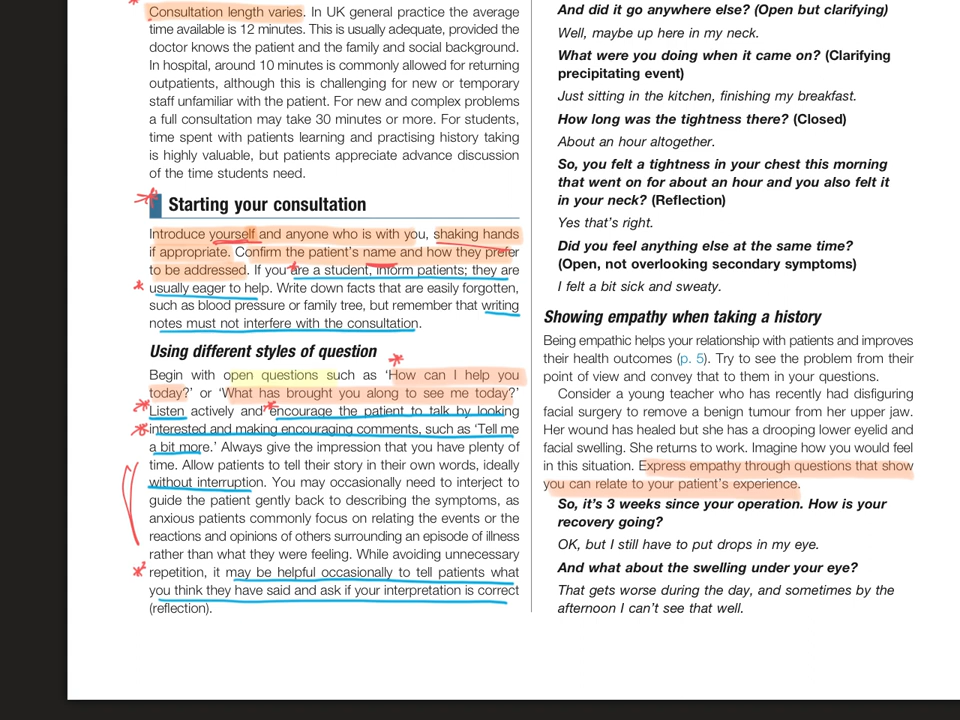 Consultation length varies. In UK general practice the average
time available is 12 minutes. This is usually adequate, provided the
doctor knows the patient and the family and social background.
In hospital, around 10 minutes is commonly allowed for returning
outpatients, although this is challenging for new or temporary
staff unfamiliar with the patient. For new and complex problems
a full consultation may take 30 minutes or more. For students,
time spent with patients learning and practising history taking
is highly valuable, but patients appreciate advance discussion
of the time students need.
Starting your consultation
Introduce yourself and anyone who is with you, shaking hands
if appropriate. Confirm the patient's name and how they prefer
to be addressed. If you are a student, inform patients; they are
usually eager to help. Write down facts that are easily forgotten,
such as blood pressure or family tree, but remember that writing
notes must not interfere with the consultation.
Using different styles of question
Begin with open questions such as 'How can I help you
today?' or 'What has brought you along to see me today?'
Listen actively and encourage the patient to talk by looking
interested and making encouraging comments, such as 'Tell me
a bit more.' Always give the impression that you have plenty of
time. Allow patients to tell their story in their own words, ideally
without interruption. You may occasionally need to interject to
guide the patient gently back to describing the symptoms, as
anxious patients commonly focus on relating the events or the
reactions and opinions of others surrounding an episode of illness
rather than what they were feeling. While avoiding unnecessary
repetition, it may be helpful occasionally to tell patients what
you think they have said and ask if your interpretation is correct
(reflection).
And did it go anywhere else? (Open but clarifying)
Well, maybe up here in my neck.
What were you doing when it came on? (Clarifying
precipitating event)
Just sitting in the kitchen, finishing my breakfast.
How long was the tightness there? (Closed)
About an hour altogether.
So, you felt a tightness in your chest this morning
that went on for about an hour and you also felt it
in your neck? (Reflection)
Yes that's right.
Did you feel anything else at the same time?
(Open, not overlooking secondary symptoms)
I felt a bit sick and sweaty.
Showing empathy when taking a history
Being empathic helps your relationship with patients and improves
their health outcomes (p. 5). Try to see the problem from their
point of view and convey that to them in your questions.
Consider a young teacher who has recently had disfiguring
facial surgery to remove a benign tumour from her upper jaw.
Her wound has healed but she has a drooping lower eyelid and
facial swelling. She returns to work. Imagine how you would feel
in this situation. Express empathy through questions that show
you can relate to your patient's experience.
So, it's 3 weeks since your operation. How is your
recovery going?
OK, but I still have to put drops in my eye.
And what about the swelling under your eye?
That gets worse during the day, and sometimes by the
afternoon I can't see that well.